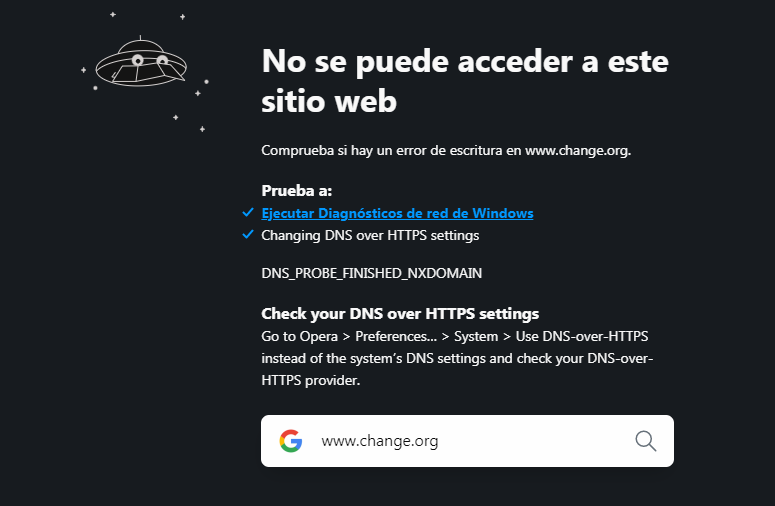 No se puede acceder a este
sitio web
Comprueba si hay un error de escritura en www.change.org.
Prueba a:
Ejecutar Diagnósticos de red de Windows
Changing DNS over HTTPS settings
DNS_PROBE_FINISHED_NXDOMAIN
Check your DNS over HTTPS settings
Go to Opera > Preferences... > System > Use DNS-over-HTTPS
instead of the system's DNS settings and check your DNS-over-
HTTPS provider.
www.change.org